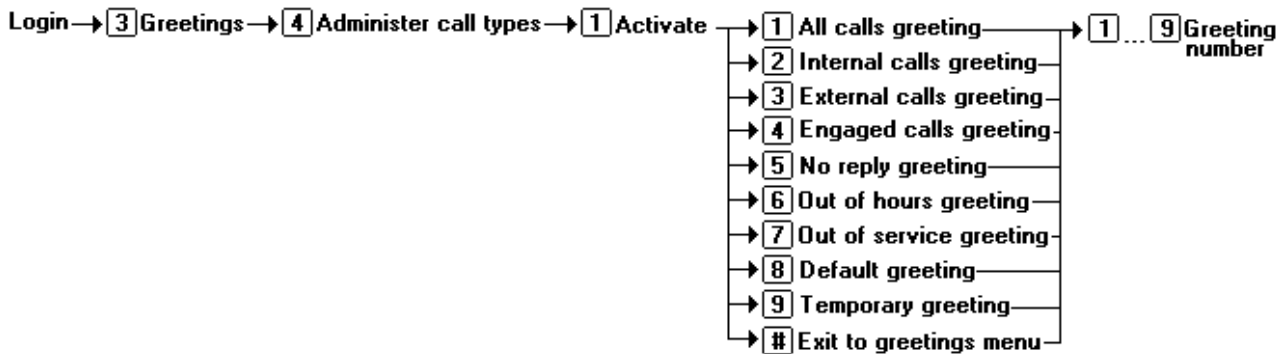 Login 3 Greetings 4 Administer call types 1 Activate 1 All calls greeting 1 ... 9 Greeting number
2 Internal calls greeting
3 External calls greeting
4 Engaged calls greeting
5 No reply greeting
6 Out of hours greeting
7 Out of service greeting
8 Default greeting
9 Temporary greeting
# Exit to greetings menu